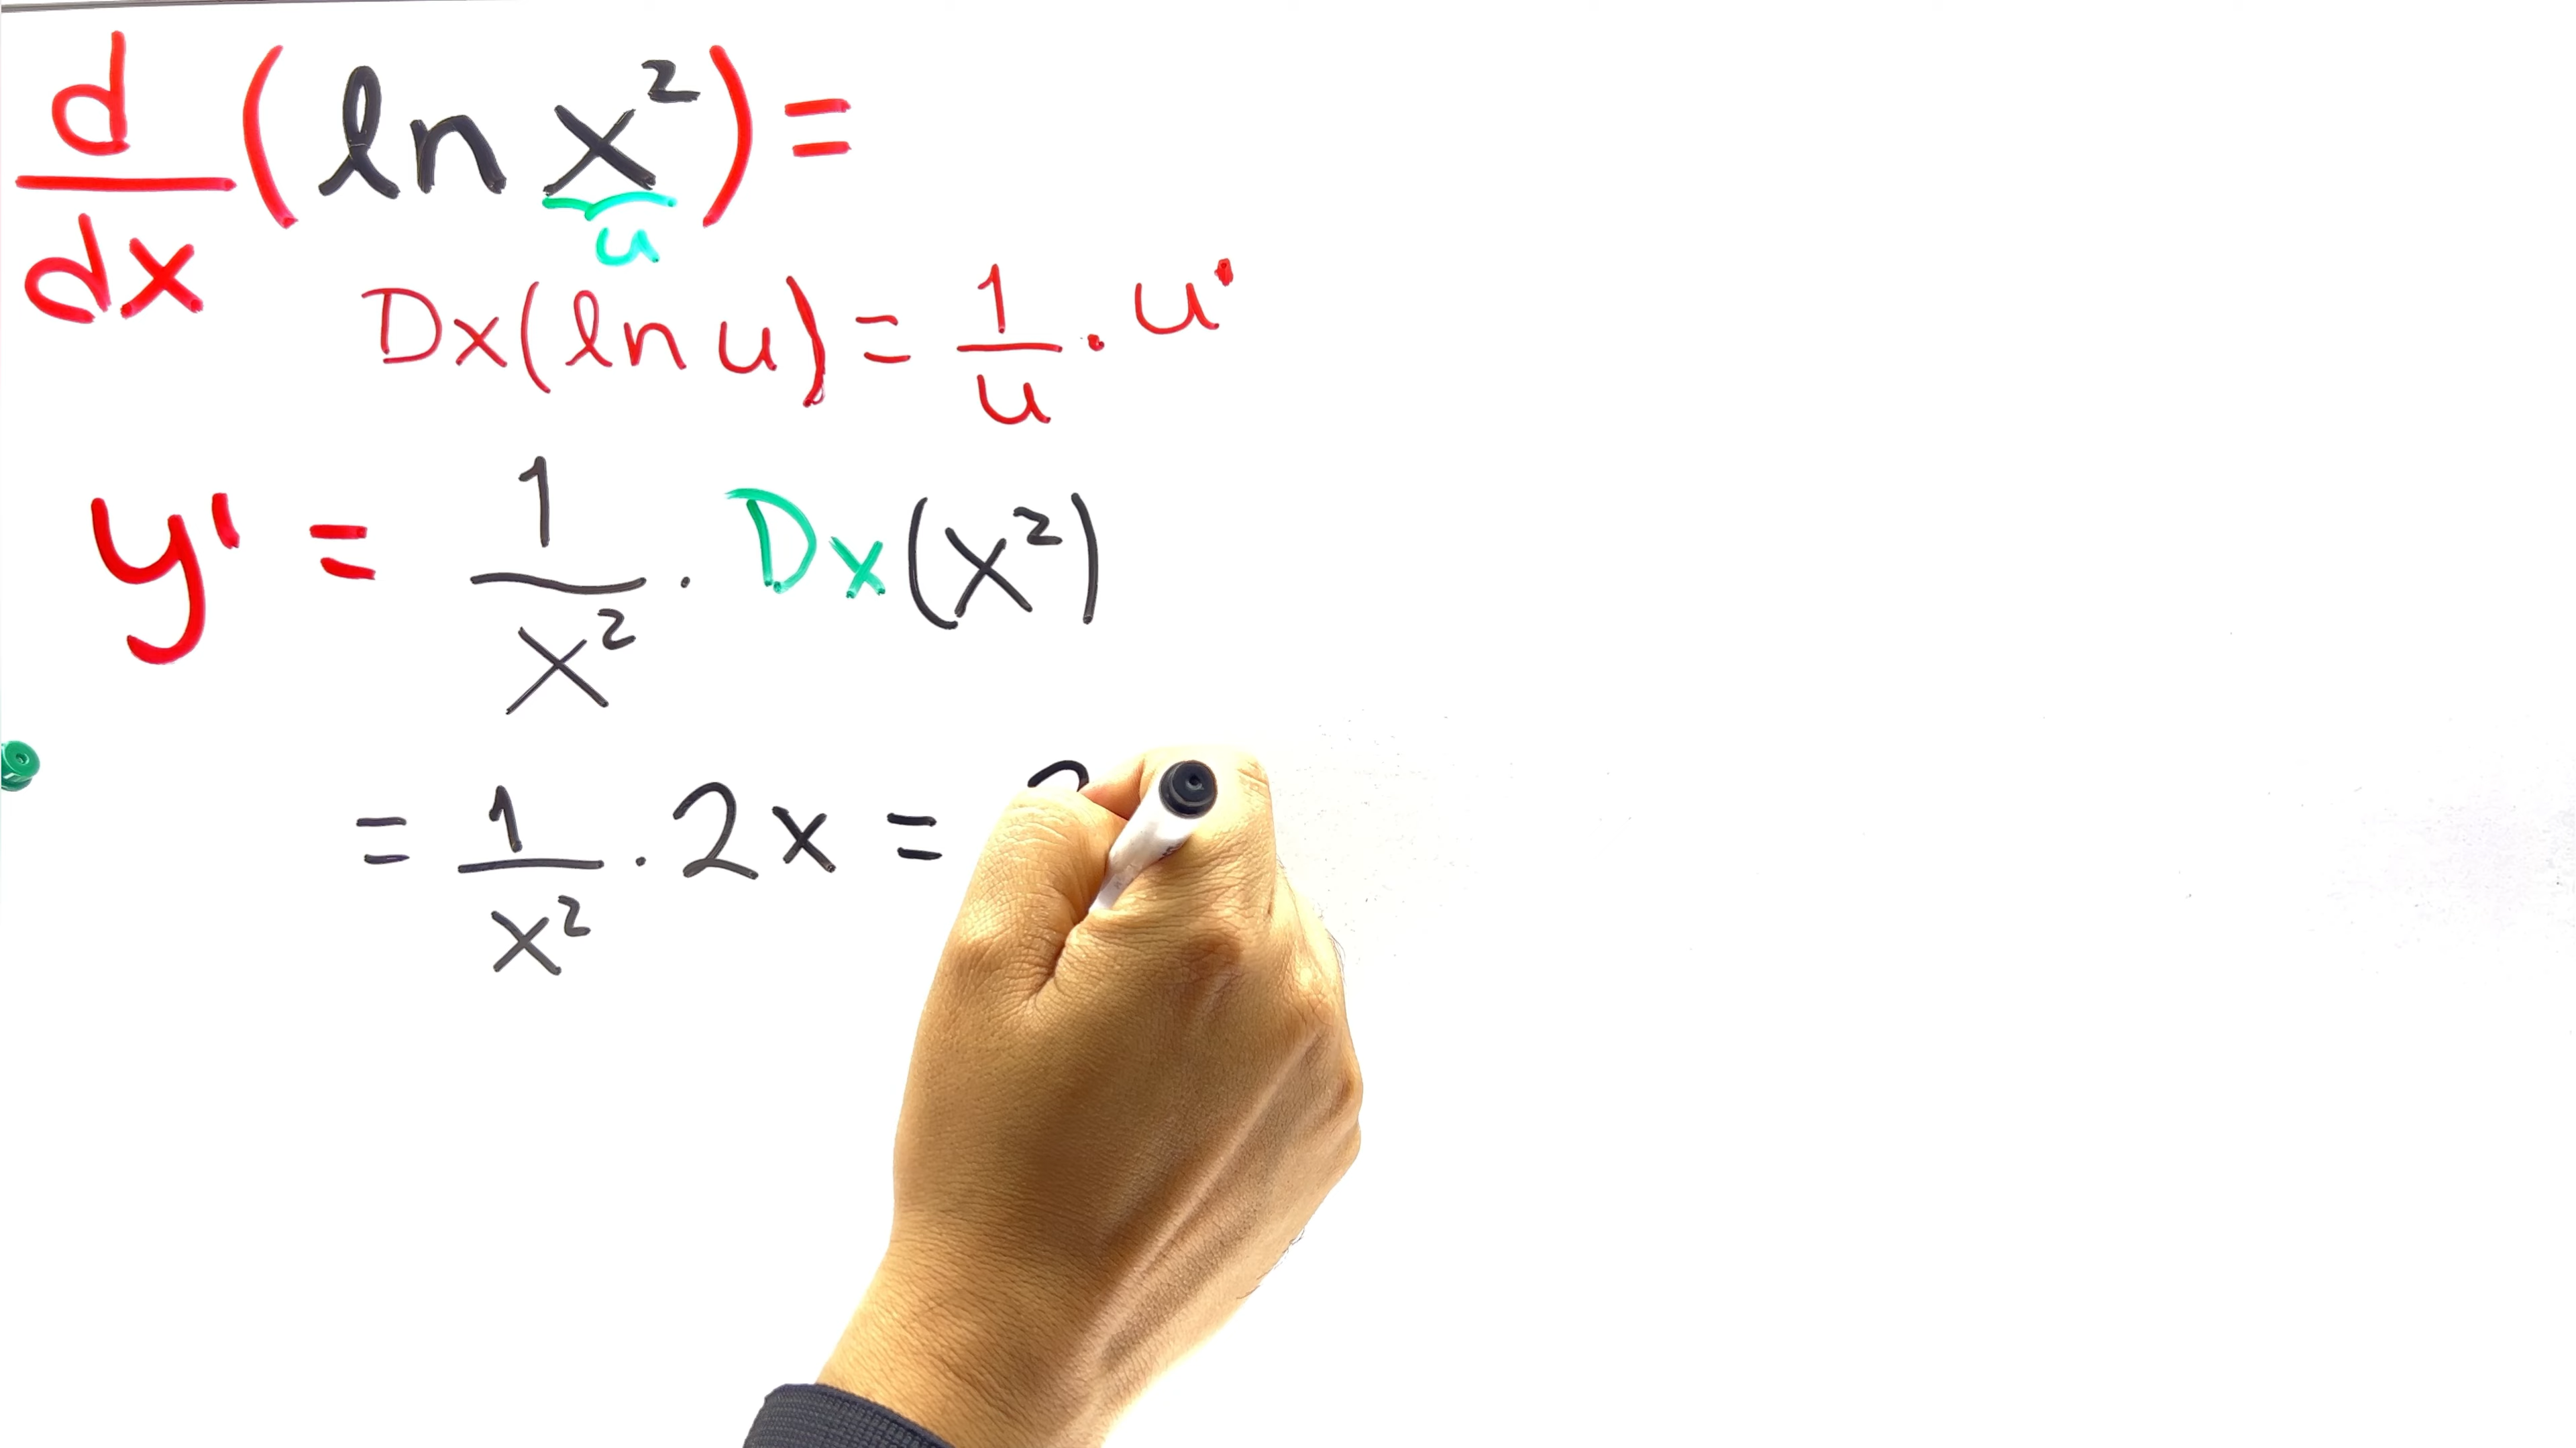 d/dx (ln x²) =
u
Dx(ln u) = 1/u · u'
y' = 1/x² · Dx(x²)
= 1/x² · 2x =